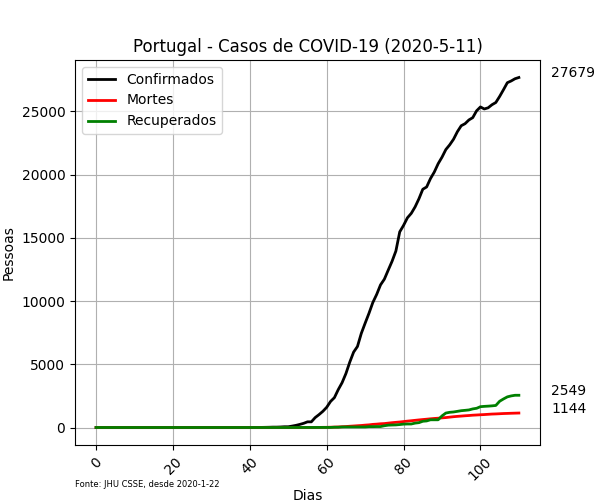 Portugal - Casos de COVID-19 (2020-5-11)
Confirmados
Mortes
Recuperados
27679
2549
1144
25000
20000
15000
10000
5000
0
Pessoas
0
20
40
60
80
100
Fonte: JHU CSSE, desde 2020-1-22
Dias